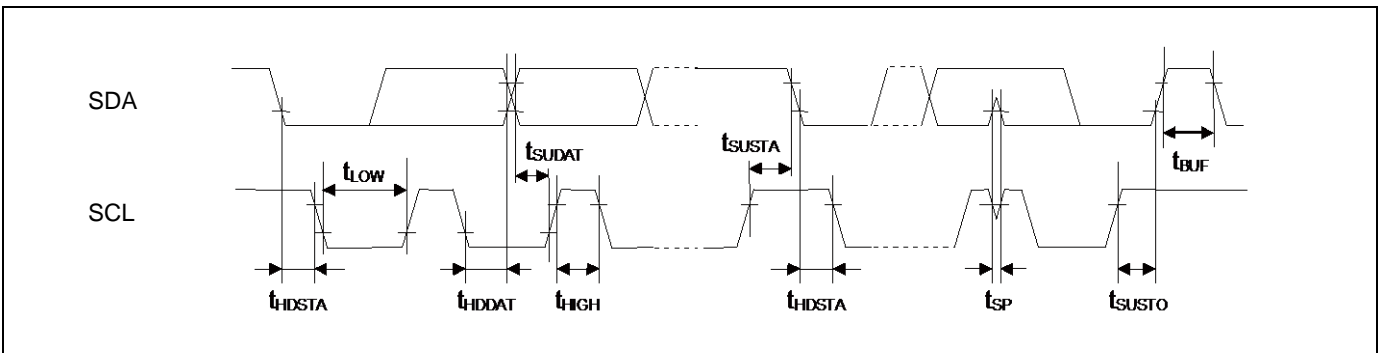 SDA
tSUDAT
tSUSTA
tBUF
tLOW
SCL
tHDSTA
tHDDAT
tHIGH
tHDSTA
tSP
tSUSTO